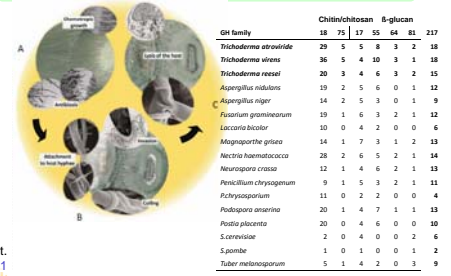 Chemotropic
growth
A
Lysis of the host
Antibiosis
C
Attachment
to host hyphae
Invasion
Coiling
B
t.
1
Chitin/chitosan ß-glucan
GH family 18 75 17 55 64 81 217
Trichoderma atroviride 29 5 5 8 3 2 18
Trichoderma virens 36 5 4 10 3 1 18
Trichoderma reesei 20 3 4 6 3 2 15
Aspergillus nidulans 19 2 5 6 0 1 12
Aspergillus niger 14 2 5 3 0 1 9
Fusarium graminearum 19 1 6 3 2 1 12
Laccaria bicolor 10 0 4 2 0 0 6
Magnaporthe grisea 14 1 7 3 1 2 13
Nectria haematococca 28 2 6 5 2 1 14
Neurospora crassa 12 1 4 6 2 1 13
Penicillium chrysogenum 9 1 5 3 2 1 11
P.chrysosporium 11 0 2 2 0 0 4
Podospora anserina 20 1 4 7 1 1 13
Postia placenta 20 0 4 6 0 0 10
S.cerevisiae 2 0 4 0 0 2 6
S.pombe 1 0 1 0 0 1 2
Tuber melanosporum 5 1 4 2 0 3 9